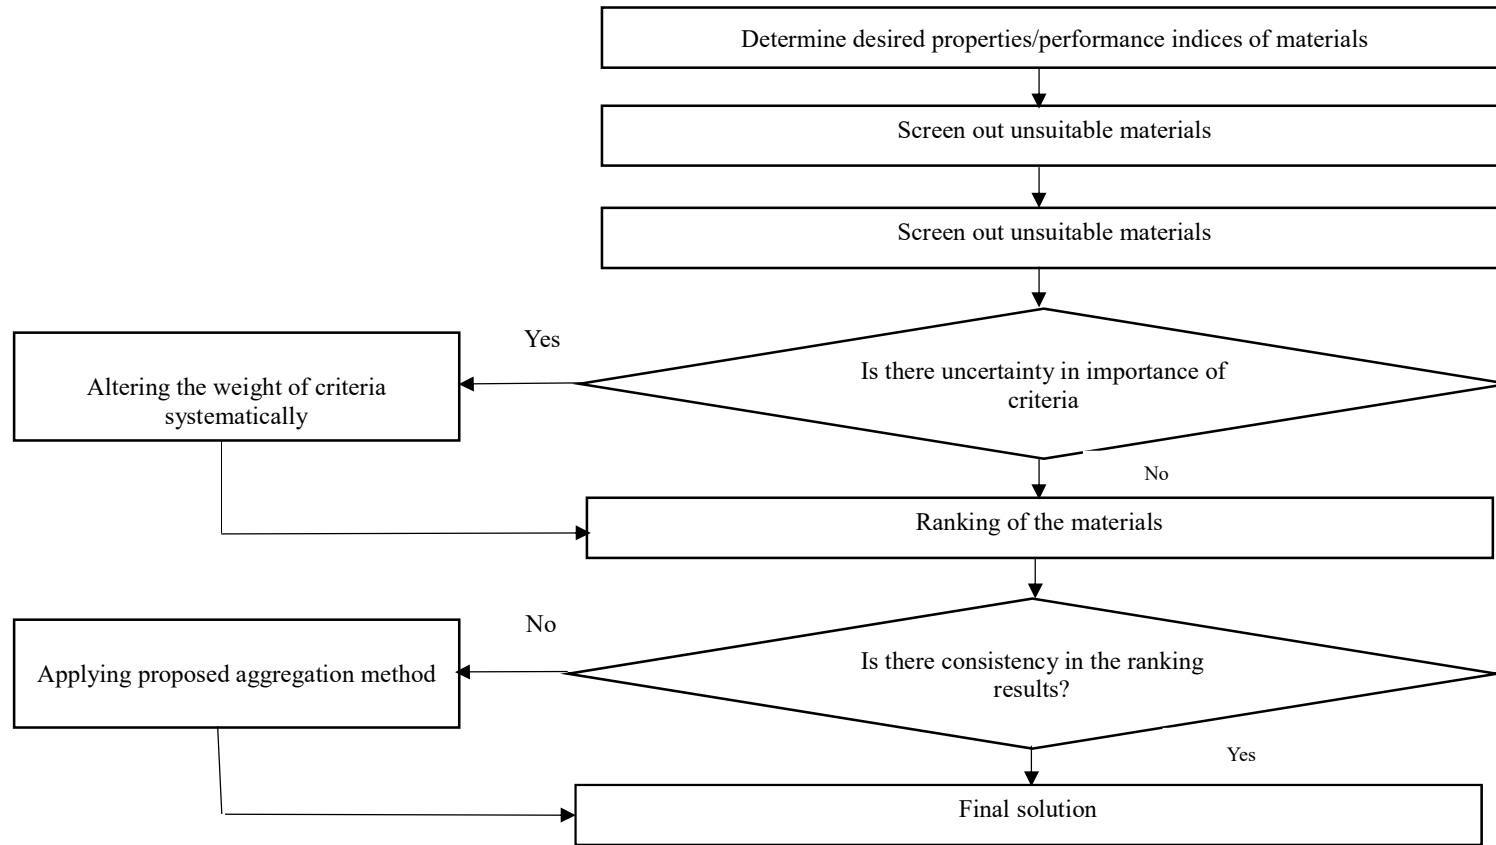 Determine desired properties/performance indices of materials
Screen out unsuitable materials
Screen out unsuitable materials
Yes
Is there uncertainty in importance of
criteria
Altering the weight of criteria
systematically
No
Ranking of the materials
No
Is there consistency in the ranking
results?
Applying proposed aggregation method
Yes
Final solution